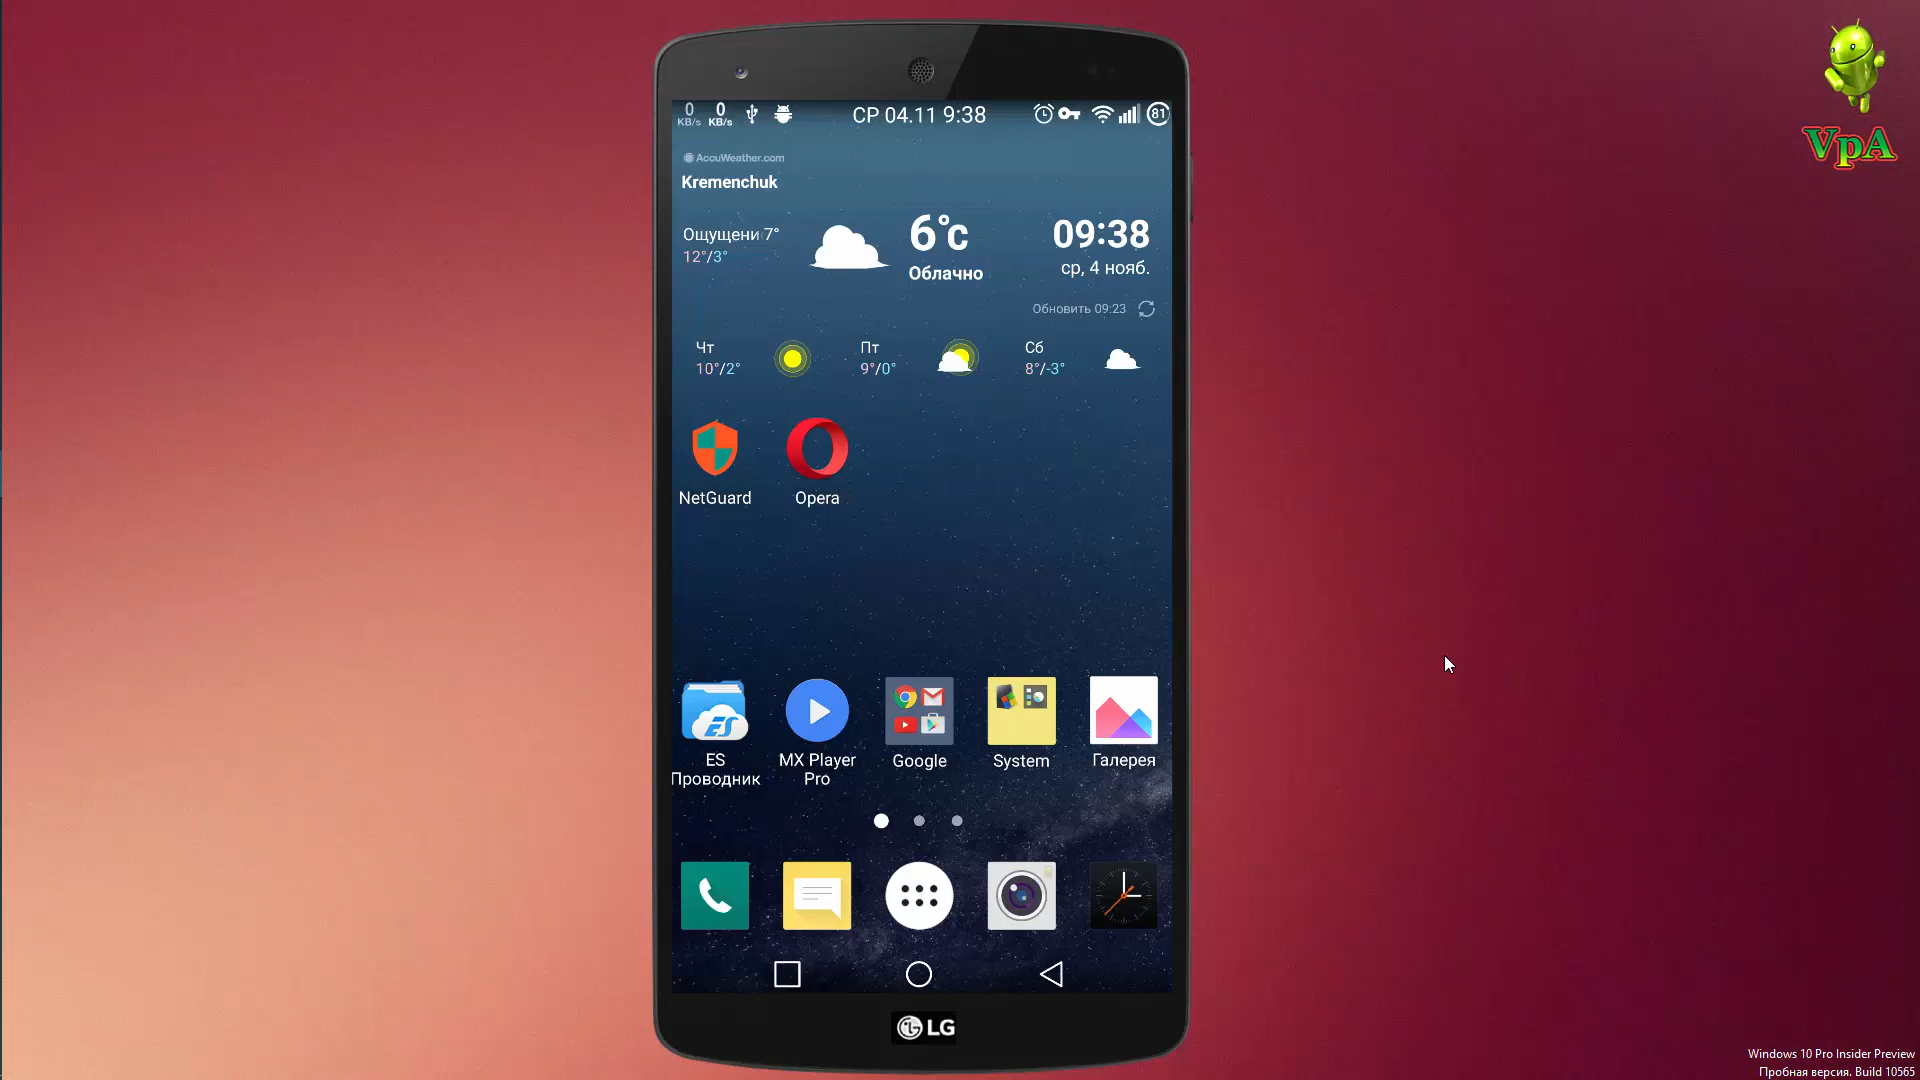 0
KB/s
0
KB/s
СР 04.11 9:38
81
AccuWeather.com
Kremenchuk
Ощущени 7°
12°/3°
6°c
Облачно
09:38
ср, 4 нояб.
Обновить 09:23
Чт
10°/2°
Пт
9°/0°
Сб
8°/-3°
NetGuard
Opera
ES
ES
Проводник
MX Player
Pro
Google
System
Галерея
LG
VpA
Windows 10 Pro Insider Preview
Пробная версия. Build 10565